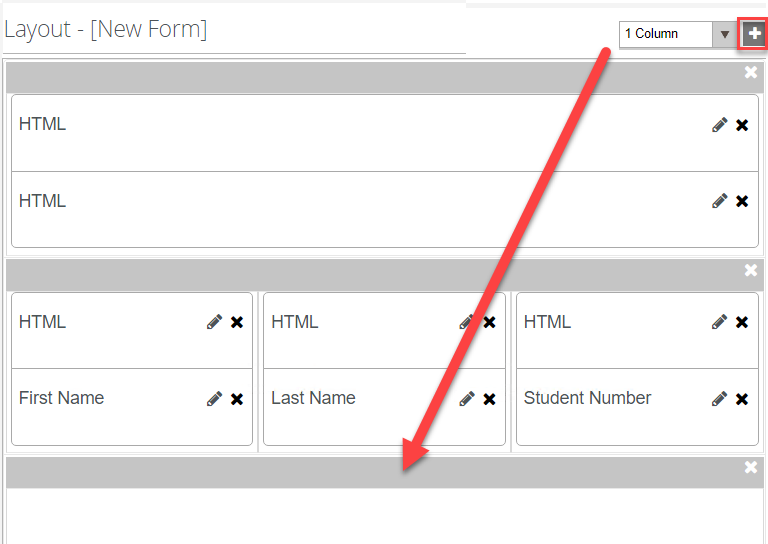 Layout - [New Form]
1 Column
HTML
HTML
HTML HTML HTML
First Name Last Name Student Number